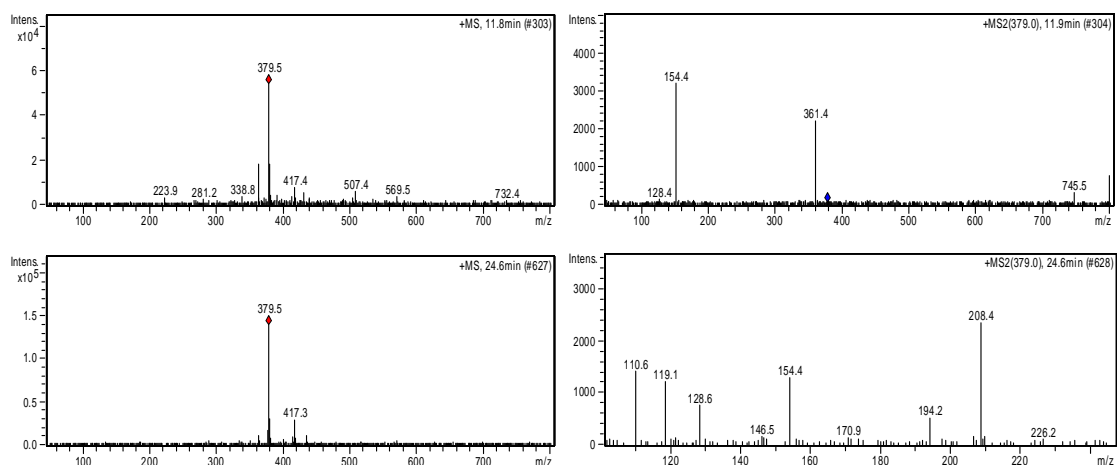 Intens.
x10⁴
+MS, 11.8min (#303)
6
4
2
0
379.5
223.9
281.2
338.8
417.4
507.4
569.5
732.4
100 200 300 400 500 600 700 m/z
Intens.
+MS2(379.0), 11.9min (#304)
4000
3000
2000
1000
0
154.4
361.4
128.4
745.5
100 200 300 400 500 600 700 m/z
Intens.
x10⁵
+MS, 24.6min (#627)
1.5
1.0
0.5
0.0
379.5
417.3
100 200 300 400 500 600 700 m/z
Intens.
+MS2(379.0), 24.6min (#628)
3000
2000
1000
0
208.4
110.6
119.1
154.4
128.6
194.2
146.5
170.9
226.2
120 140 160 180 200 220 m/z